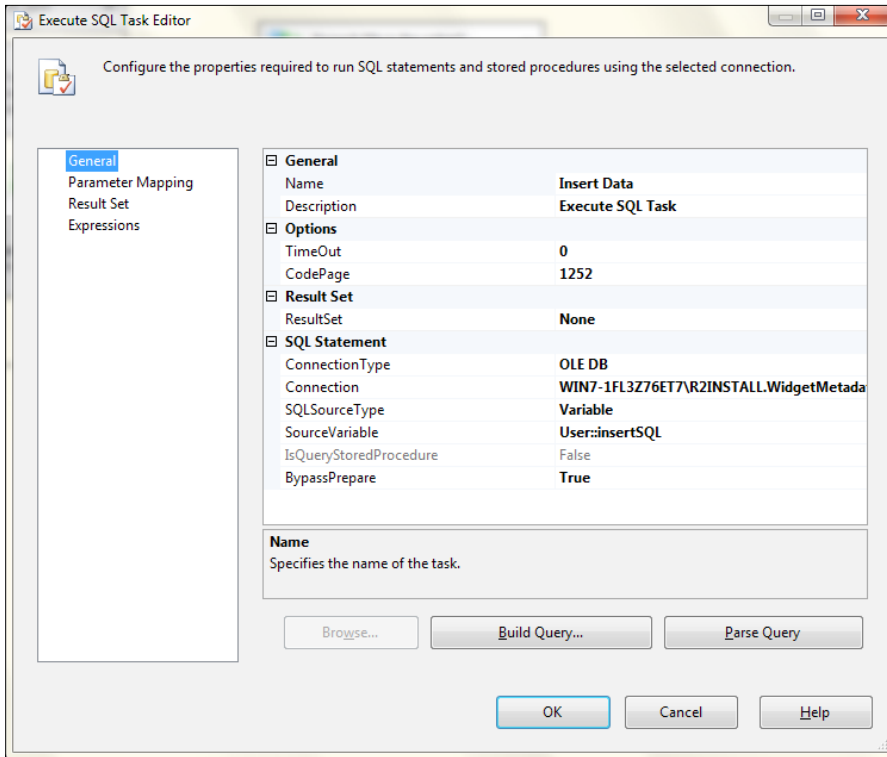 Execute SQL Task Editor
Configure the properties required to run SQL statements and stored procedures using the selected connection.
General
Parameter Mapping
Result Set
Expressions
General
Name Insert Data
Description Execute SQL Task
Options
TimeOut 0
CodePage 1252
Result Set
ResultSet None
SQL Statement
ConnectionType OLE DB
Connection WIN7-1FL3Z76ET7\R2INSTALL.WidgetMetada
SQLSourceType Variable
SourceVariable User::insertSQL
IsQueryStoredProcedure False
BypassPrepare True
Name
Specifies the name of the task.
Browse... Build Query... Parse Query
OK Cancel Help